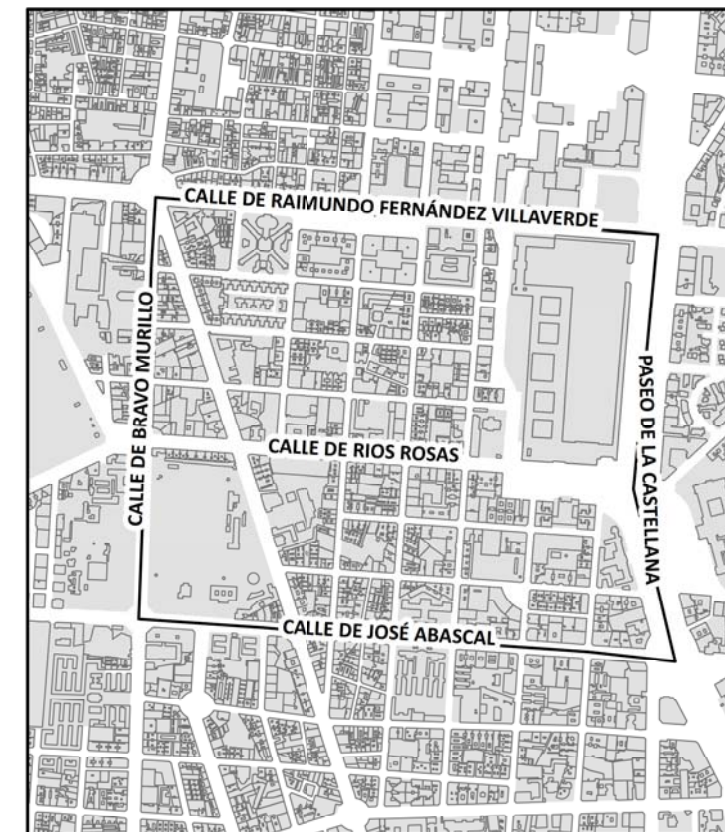 CALLE DE RAIMUNDO FERNÁNDEZ VILLAVERDE
CALLE DE BRAVO MURILLO
PASEO DE LA CASTELLANA
CALLE DE RIOS ROSAS
CALLE DE JOSÉ ABASCAL